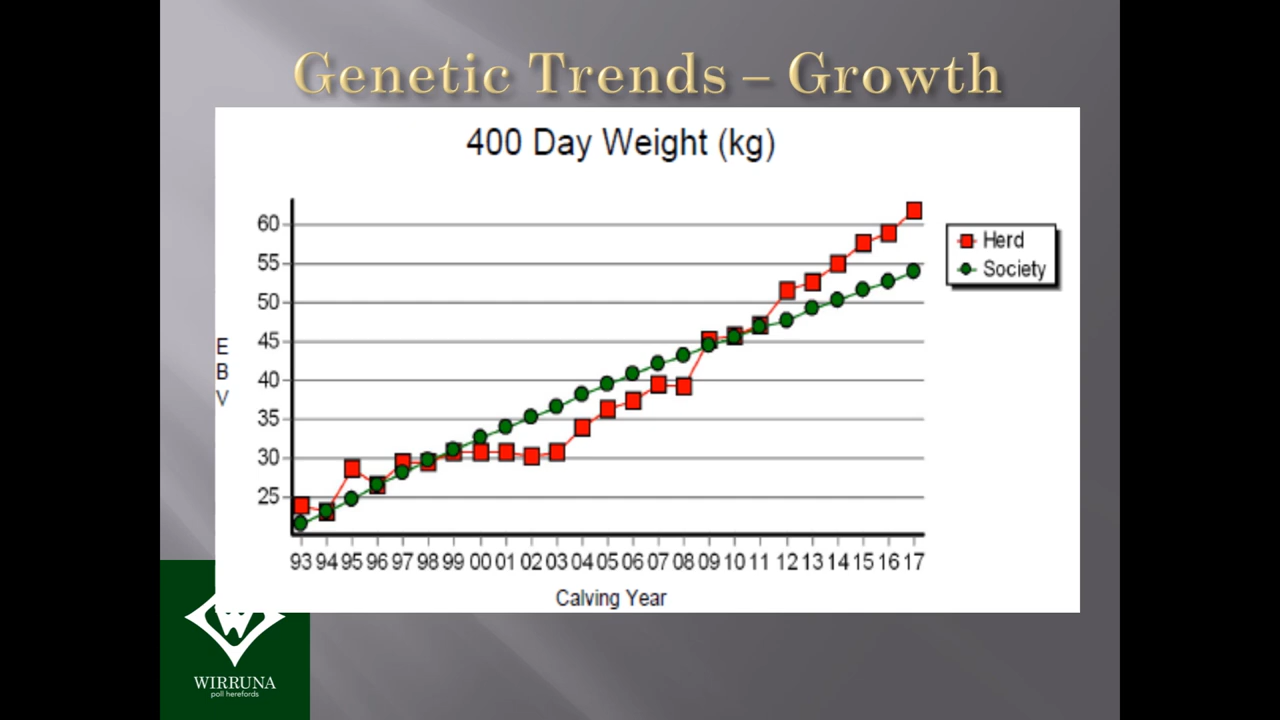 Genetic Trends – Growth
400 Day Weight (kg)
60
55
50
45
40
35
30
25
E
B
V
Herd
Society
93 94 95 96 97 98 99 00 01 02 03 04 05 06 07 08 09 10 11 12 13 14 15 16 17
Calving Year
W
WIRRUNA
poll herefords